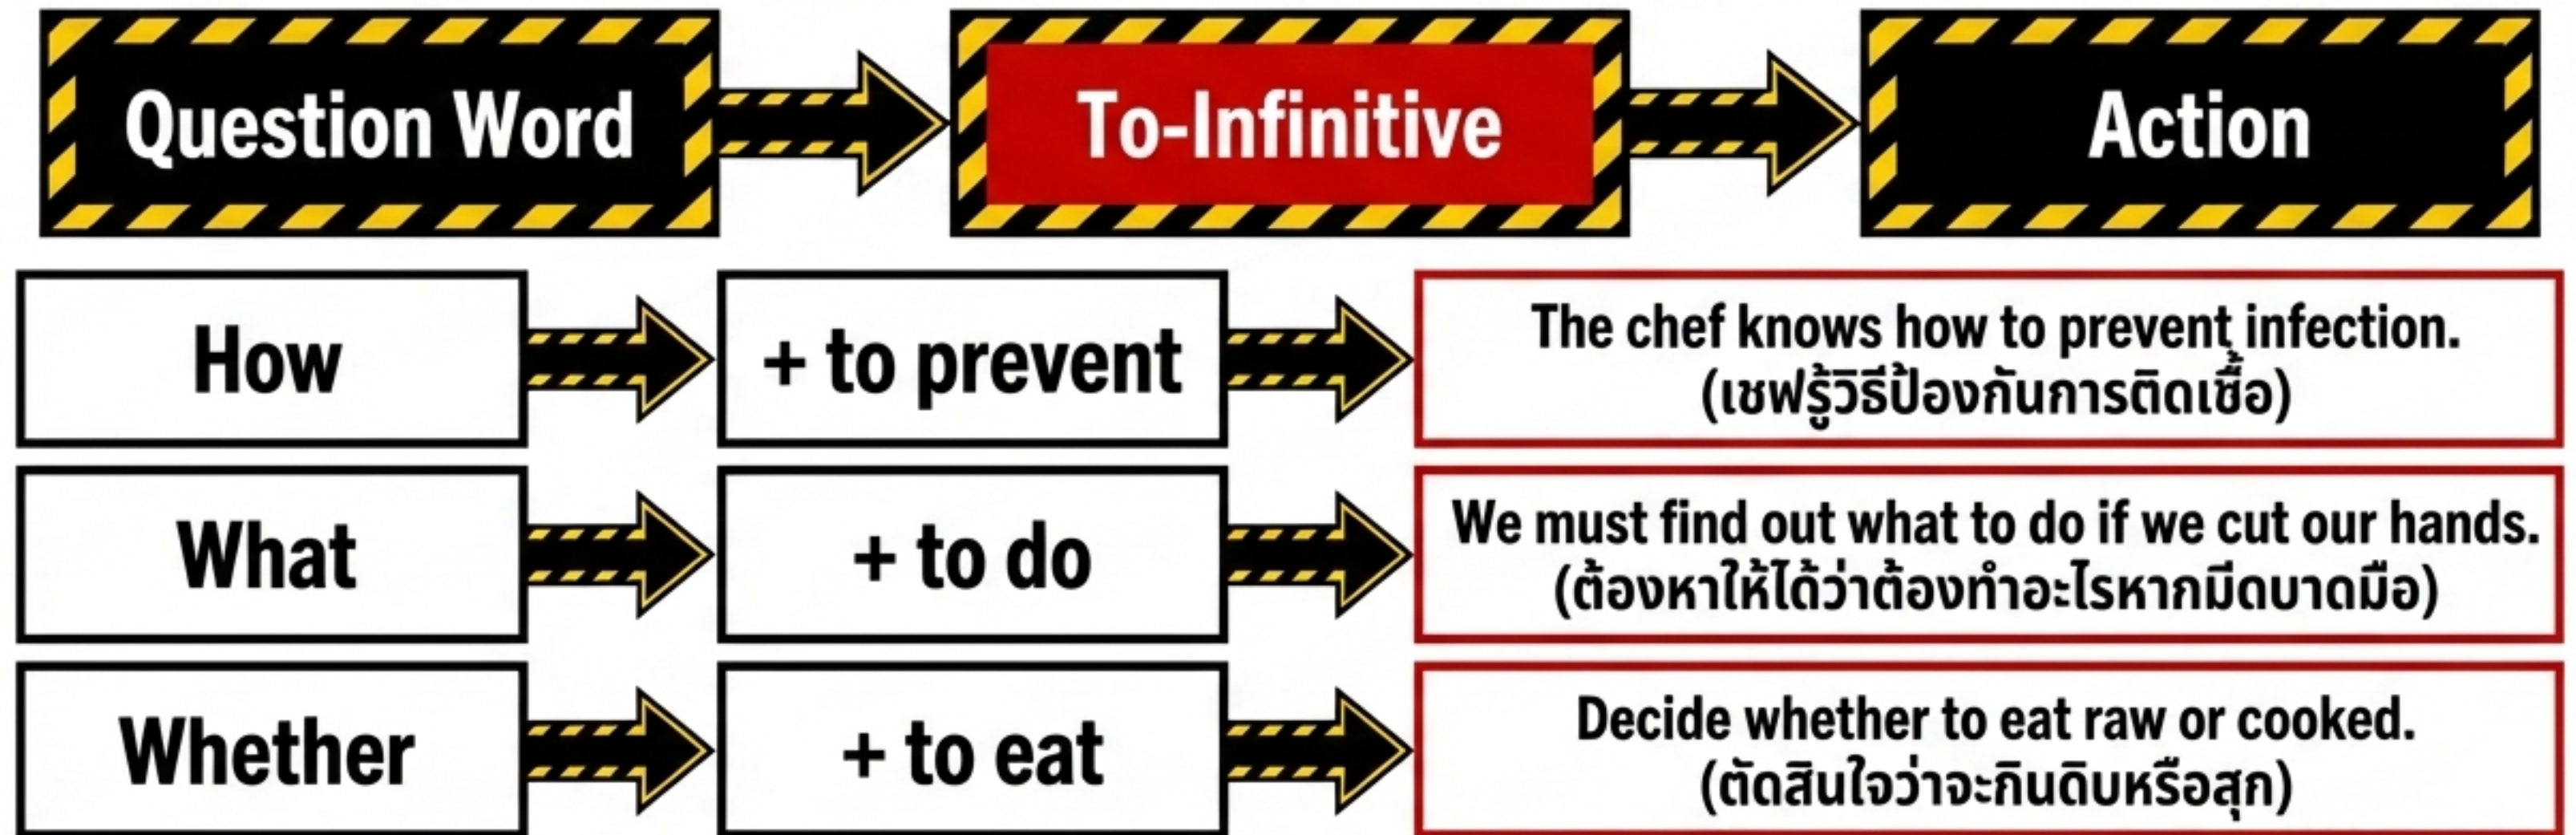 Question Word
To-Infinitive
Action
How
+ to prevent
The chef knows how to prevent infection.
(เชฟรู้วิธีป้องกันการติดเชื้อ)
What
+ to do
We must find out what to do if we cut our hands.
(ต้องหาให้ได้ว่าต้องทำอะไรหากมีดบาดมือ)
Whether
+ to eat
Decide whether to eat raw or cooked.
(ตัดสินใจว่าจะกินดิบหรือสุก)